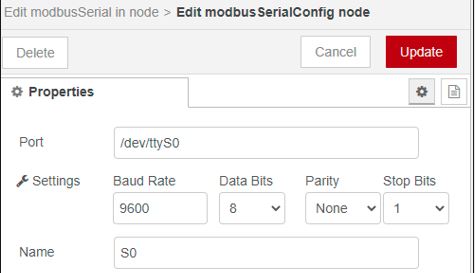 Edit modbusSerial in node > Edit modbusSerialConfig node
Delete Cancel Update
Properties
Port /dev/ttyS0
Settings Baud Rate Data Bits Parity Stop Bits
9600 8 None 1
Name S0